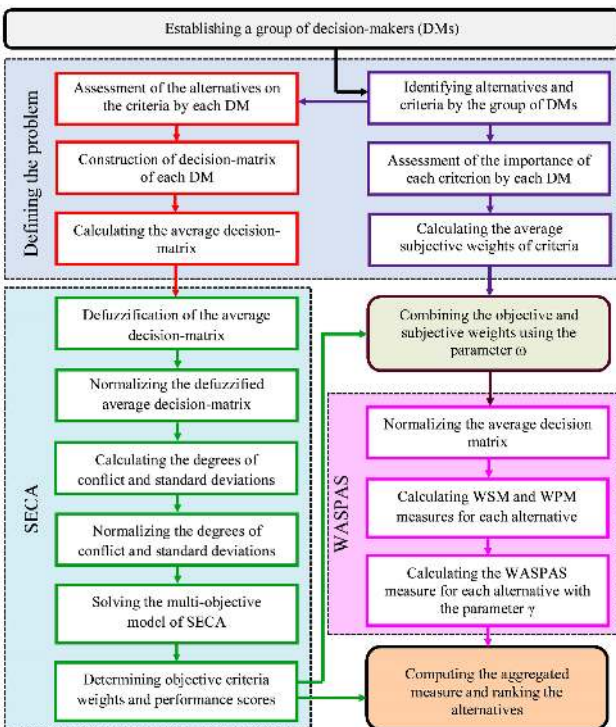 Establishing a group of decision-makers (DMs)
Defining the problem
Assessment of the alternatives on
the criteria by each DM
Identifying alternatives and
criteria by the group of DMs
Construction of decision-matrix
of each DM
Assessment of the importance of
each criterion by each DM
Calculating the average decision-
matrix
Calculating the average
subjective weights of criteria
SECA
Defuzzification of the average
decision-matrix
Normalizing the defuzzified
average decision-matrix
Calculating the degrees of
conflict and standard deviations
Normalizing the degrees of
conflict and standard deviations
Solving the multi-objective
model of SECA
Determining objective criteria
weights and performance scores
Combining the objective and
subjective weights using the
parameter ω
WASPAS
Normalizing the average decision
matrix
Calculating WSM and WPM
measures for each alternative
Calculating the WASPAS
measure for each alternative with
the parameter γ
Computing the aggregated
measure and ranking the
alternatives